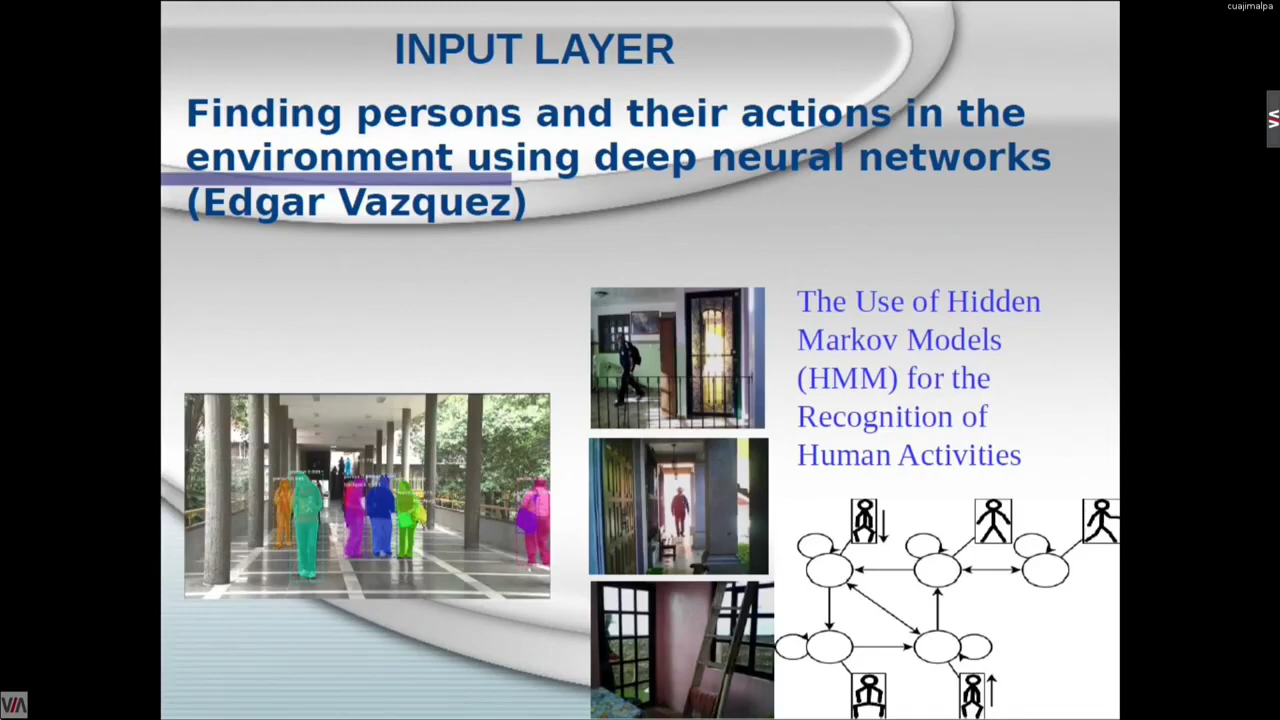 cuajimalpa
INPUT LAYER
Finding persons and their actions in the
environment using deep neural networks
(Edgar Vazquez)
The Use of Hidden
Markov Models
(HMM) for the
Recognition of
Human Activities